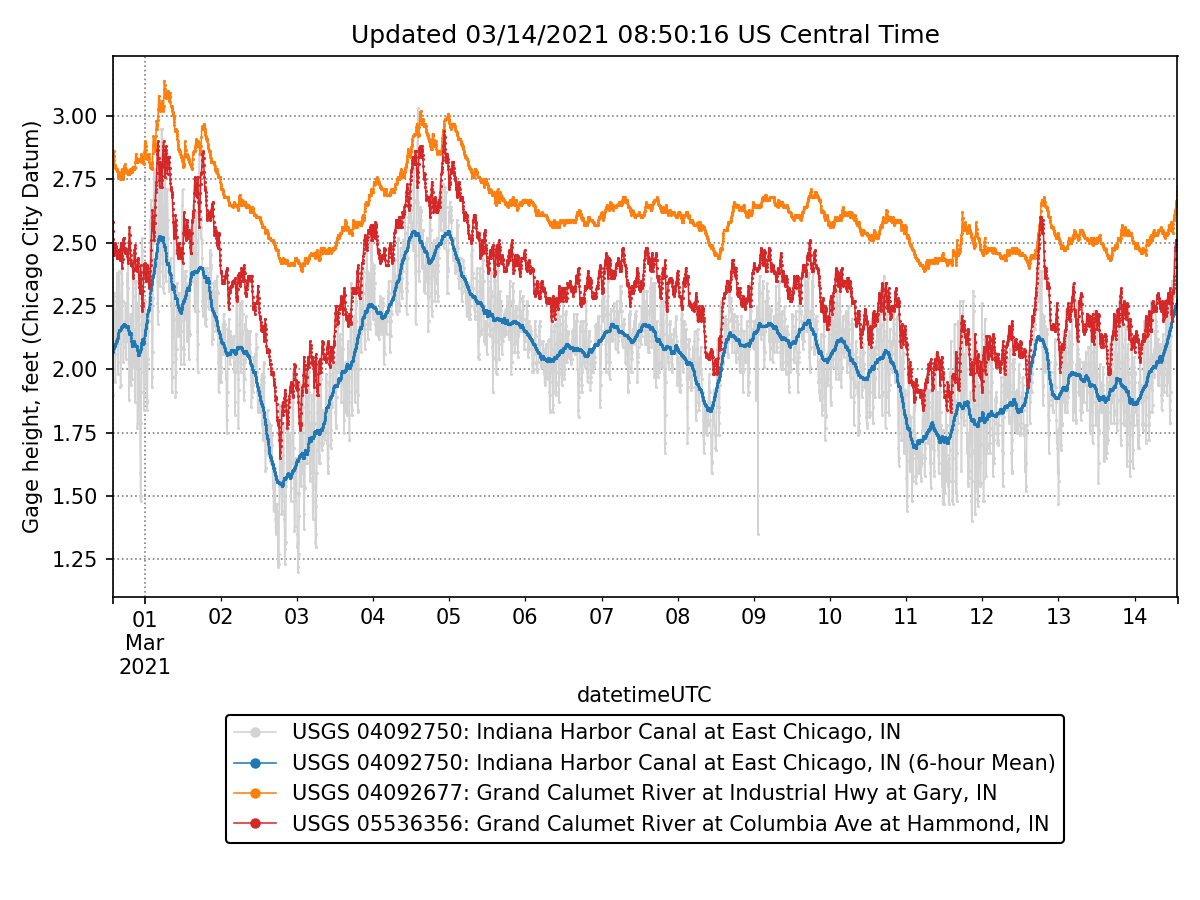 Updated 03/14/2021 08:50:16 US Central Time
Gage height, feet (Chicago City Datum)
3.00
2.75
2.50
2.25
2.00
1.75
1.50
1.25
01 02 03 04 05 06 07 08 09 10 11 12 13 14
Mar
2021
datetimeUTC
USGS 04092750: Indiana Harbor Canal at East Chicago, IN
USGS 04092750: Indiana Harbor Canal at East Chicago, IN (6-hour Mean)
USGS 04092677: Grand Calumet River at Industrial Hwy at Gary, IN
USGS 05536356: Grand Calumet River at Columbia Ave at Hammond, IN